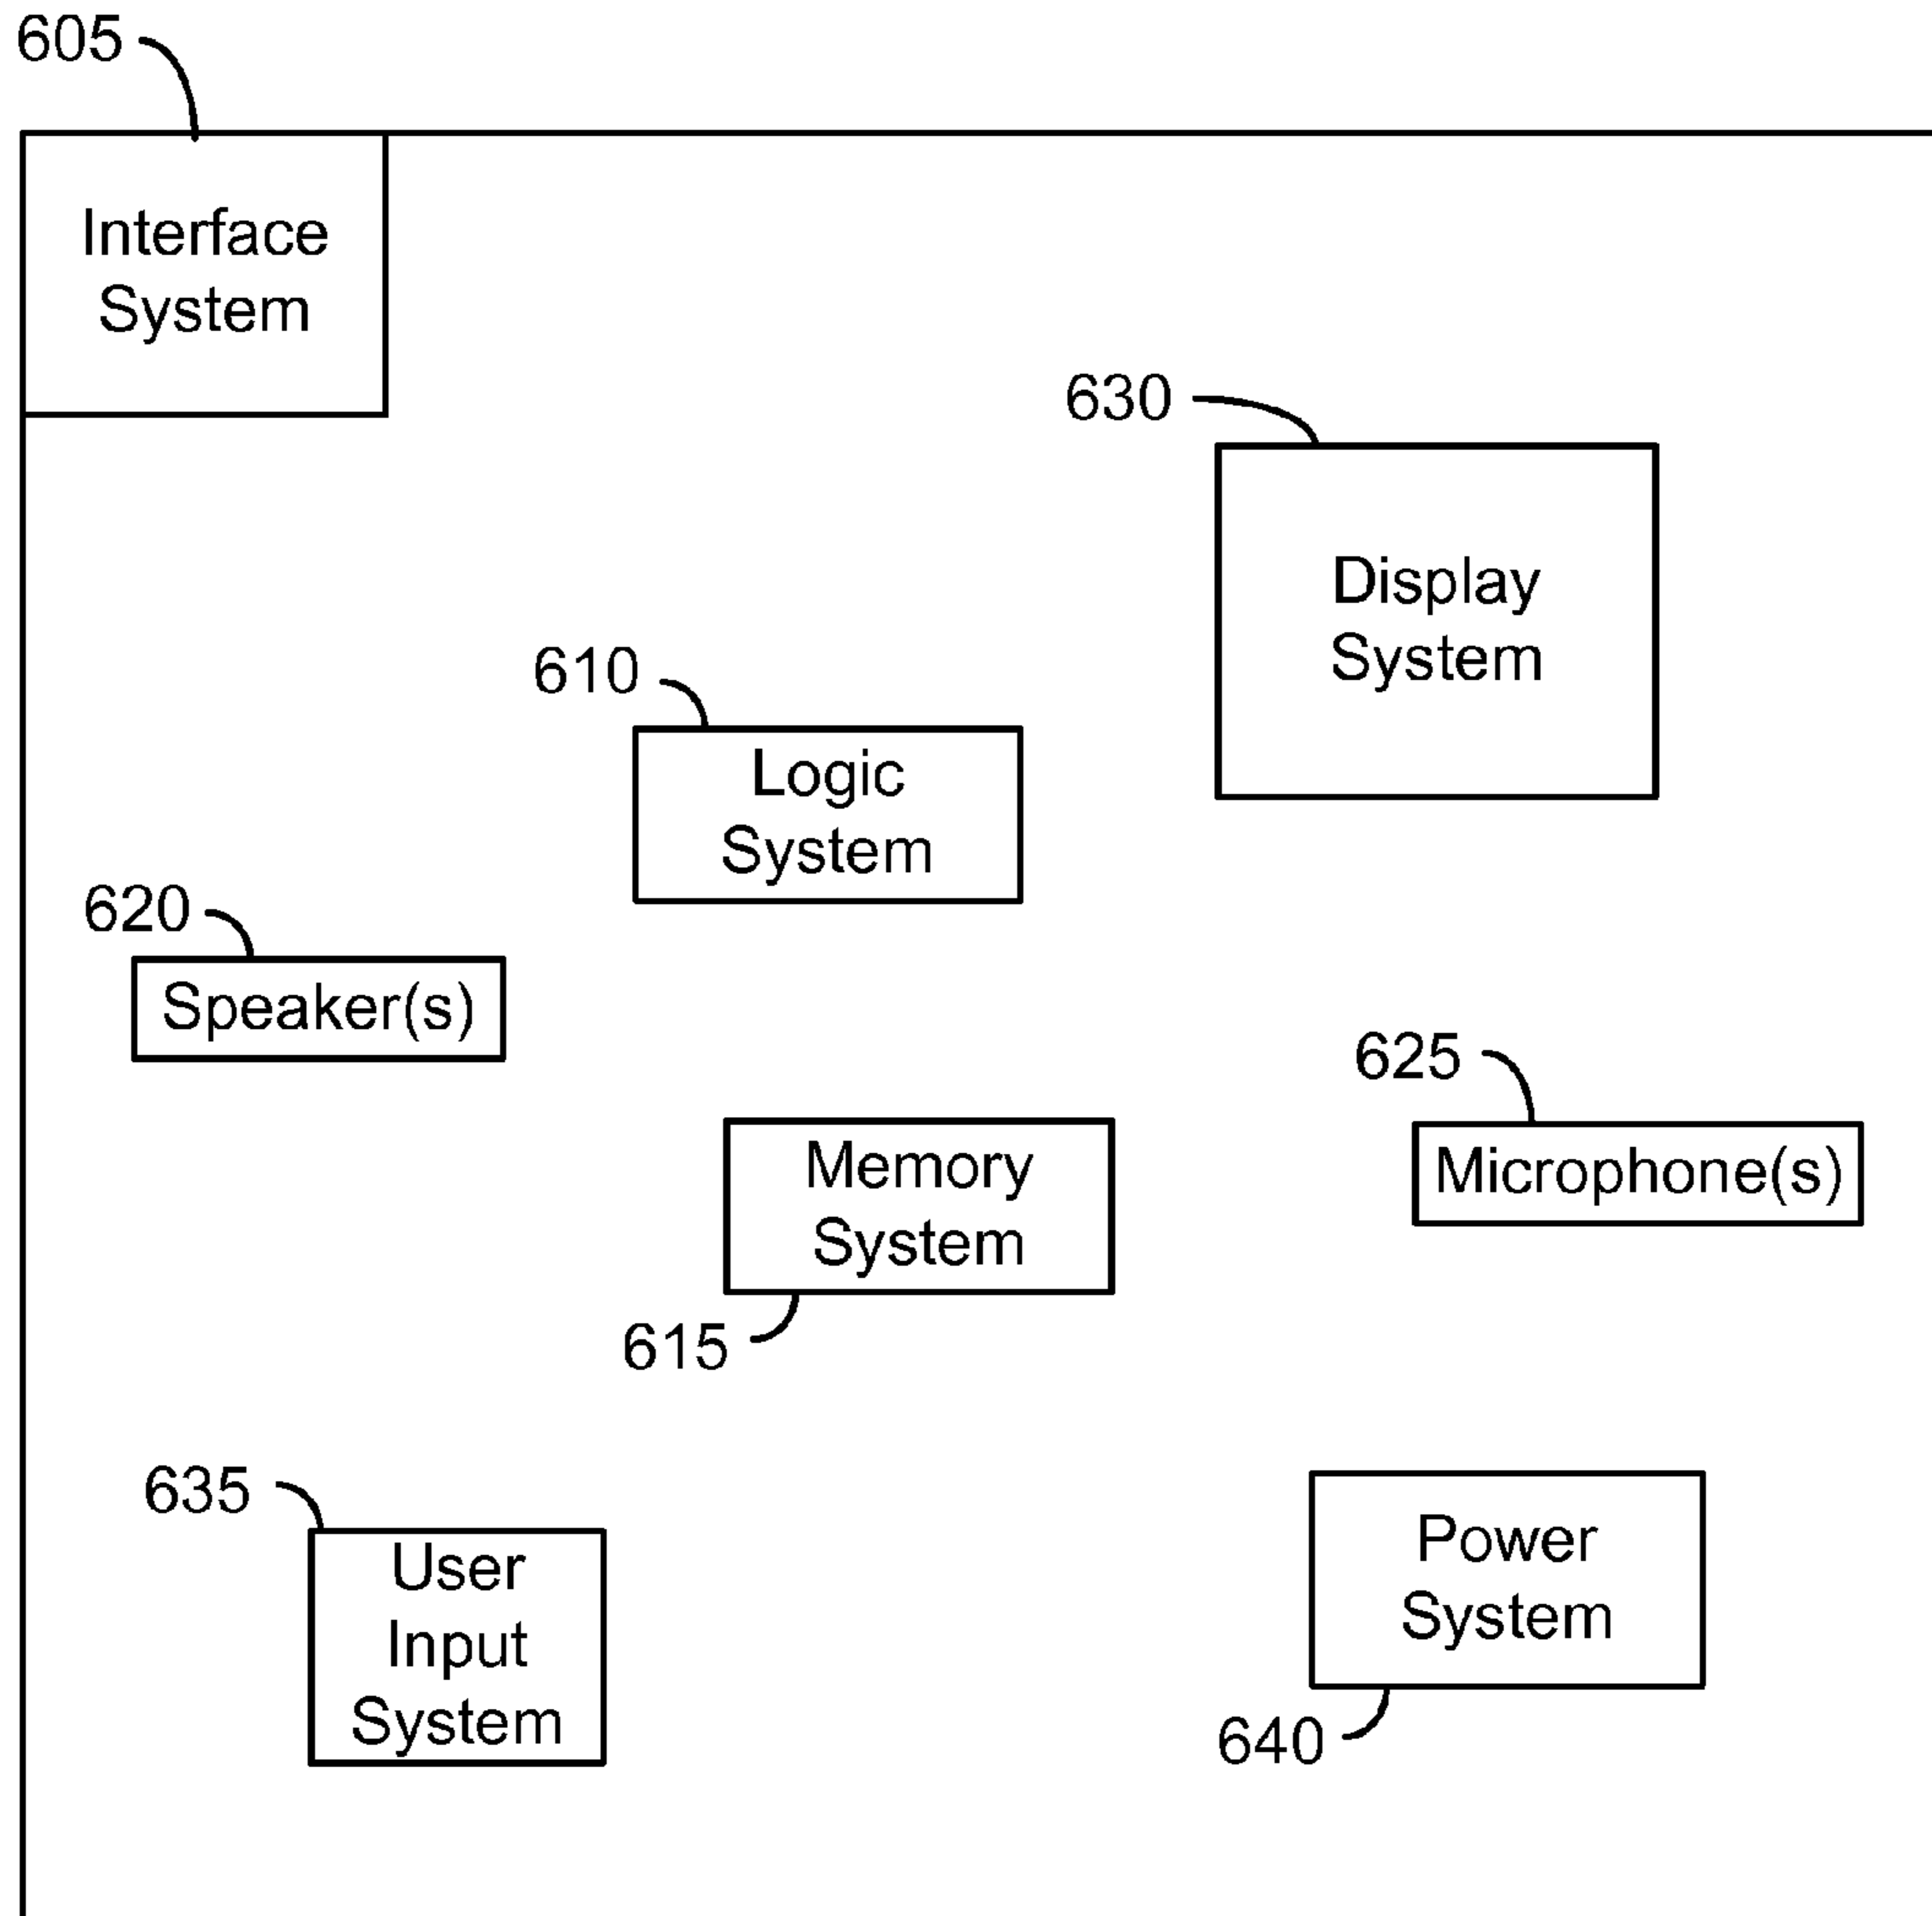 605
Interface
System
630
Display
System
610
Logic
System
620
Speaker(s)
625
Microphone(s)
Memory
System
615
635
User
Input
System
Power
System
640